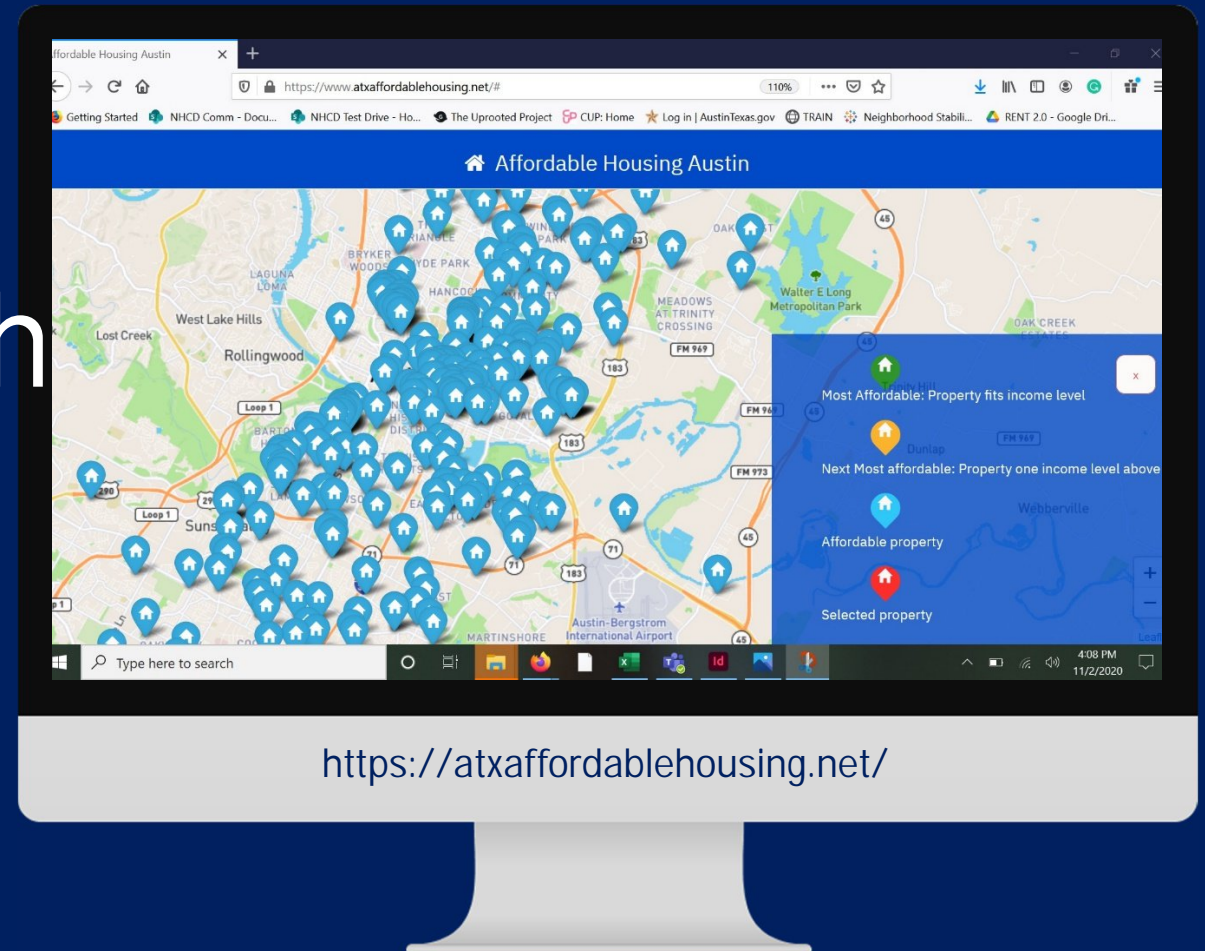 Affordable Housing Austin
https://www.atxaffordablehousing.net/#
110%
Getting Started
NHCD Comm - Docu...
NHCD Test Drive - Ho...
The Uprooted Project
CUP: Home
Log in | AustinTexas.gov
TRAIN
Neighborhood Stabili...
RENT 2.0 - Google Dri...
Affordable Housing Austin
BRYKER
WOODS
HYDE PARK
LAGUNA
LOMA
HANCOCK
West Lake Hills
Lost Creek
Rollingwood
Walter E Long
Metropolitan Park
MEADOWS
AT TRINITY
CROSSING
OAK CREEK
ESTATES
45
FM 969
183
Loop 1
FM 969
45
183
FM 969
Dunlap
FM 973
290
Loop 1
Webberville
45
71
71
183
Austin-Bergstrom
International Airport
MARTINSHORE
45
x
Most Affordable: Property fits income level
Next Most affordable: Property one income level above
Affordable property
Selected property
+
−
Type here to search
4:08 PM
11/2/2020
https://atxaffordablehousing.net/